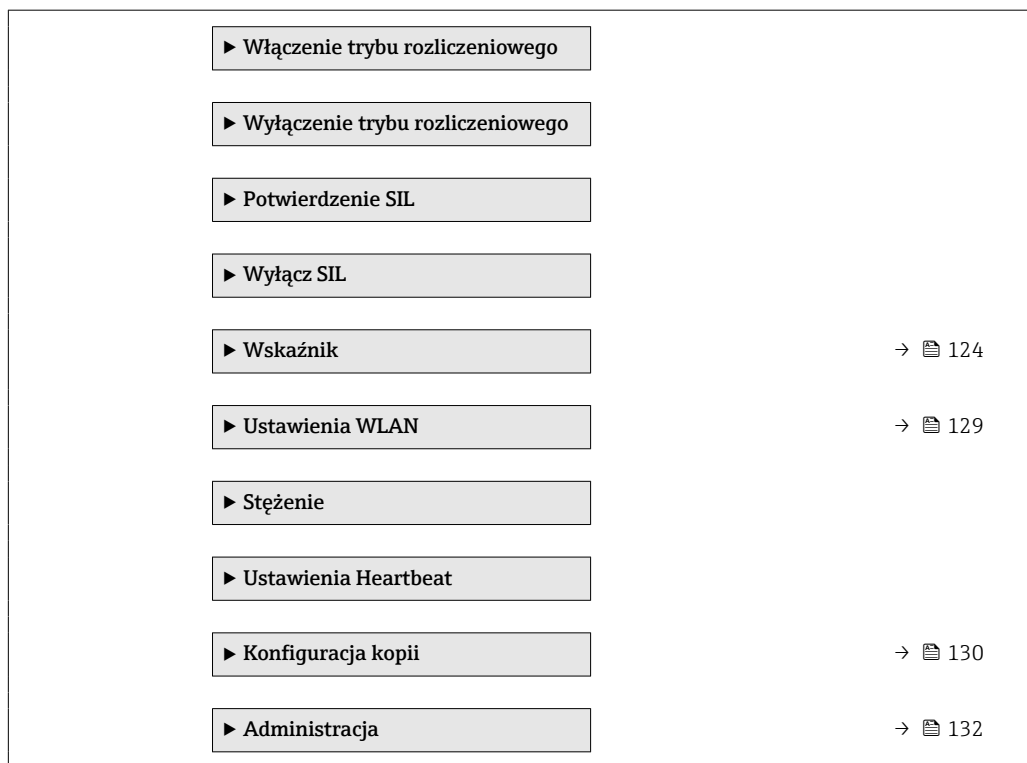 ▶ Włączenie trybu rozliczeniowego
▶ Wyłączenie trybu rozliczeniowego
▶ Potwierdzenie SIL
▶ Wyłącz SIL
▶ Wskaźnik → 124
▶ Ustawienia WLAN → 129
▶ Stężenie
▶ Ustawienia Heartbeat
▶ Konfiguracja kopii → 130
▶ Administracja → 132